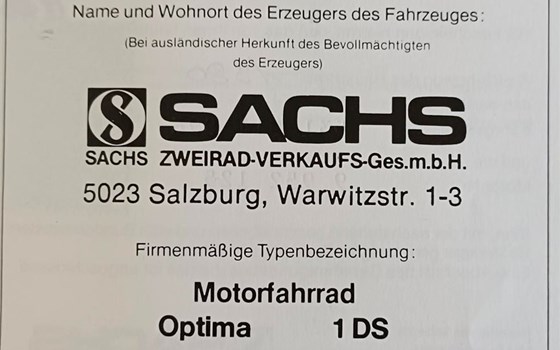 Name und Wohnort des Erzeugers des Fahrzeuges:
(Bei ausländischer Herkunft des Bevollmächtigten
des Erzeugers)
S SACHS
SACHS ZWEIRAD-VERKAUFS-Ges.m.b.H.
5023 Salzburg, Warwitzstr. 1-3
Firmenmäßige Typenbezeichnung:
Motorfahrrad
Optima 1 DS